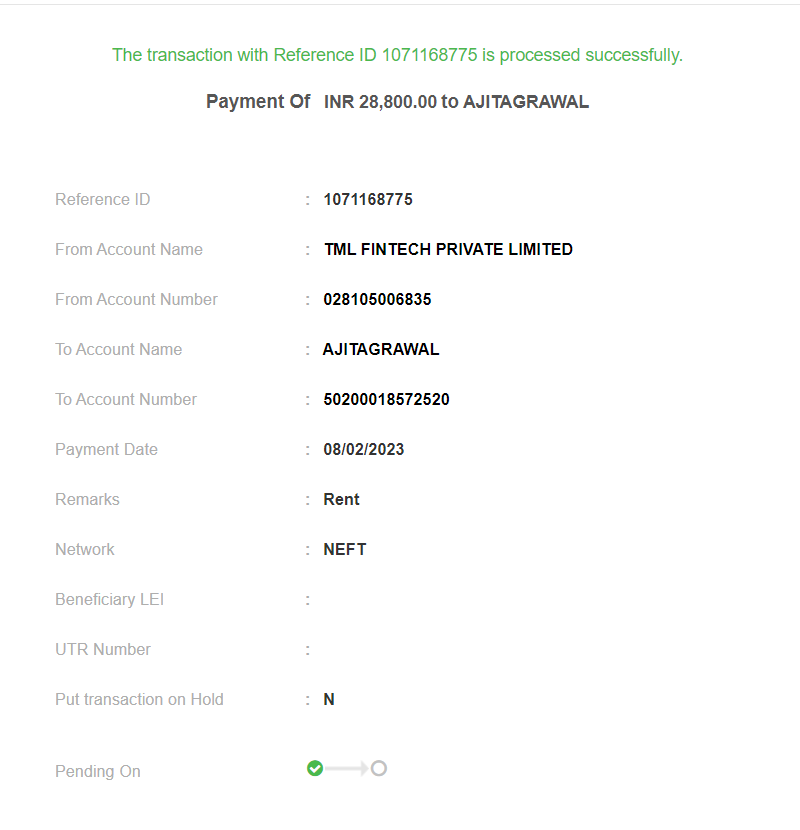 The transaction with Reference ID 1071168775 is processed successfully.
Payment Of INR 28,800.00 to AJITAGRAWAL
Reference ID : 1071168775
From Account Name : TML FINTECH PRIVATE LIMITED
From Account Number : 028105006835
To Account Name : AJITAGRAWAL
To Account Number : 50200018572520
Payment Date : 08/02/2023
Remarks : Rent
Network : NEFT
Beneficiary LEI :
UTR Number :
Put transaction on Hold : N
Pending On